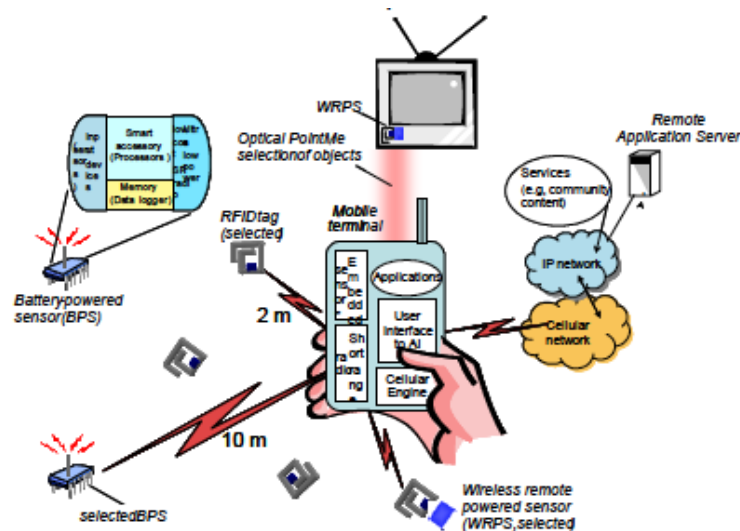 WRPS
Remote
Application Server
Optical PointMe
selectionof objects
Smart
accessory
(Processors )
Memory
(Data logger)
Services
(e.g, community
content)
RFIDtag
(selected)
Mobile
terminal
Applications
IP network
Battery-powered
sensor(BPS)
2 m
User
Interface
to AI
Cellular
network
Cellular
Engine
10 m
selectedBPS
Wireless remote
powered sensor
(WRPS,selected)